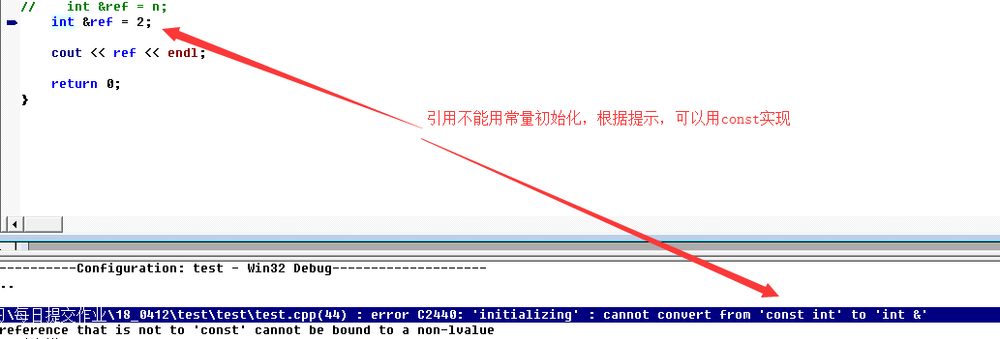 //    int &ref = n;
int &ref = 2;
引用不能用常量初始化，根据提示，可以用const实现
cout << ref << endl;
return 0;
}
----------Configuration: test - Win32 Debug--------------------
..
\每日提交作业\18_0412\test\test\test.cpp(44) : error C2440: 'initializing' : cannot convert from 'const int' to 'int &'
reference that is not to 'const' cannot be bound to a non-lvalue